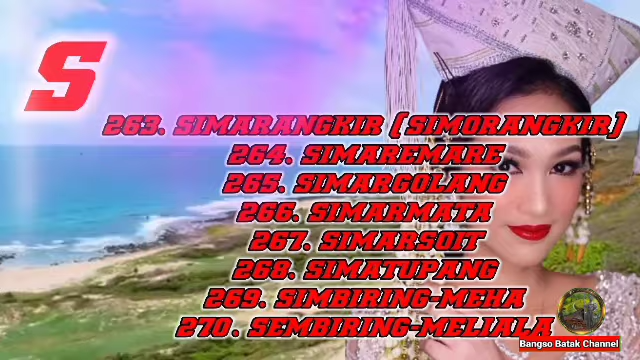 S
263. SIMARANGKIR (SIMORANGKIR)
264. SIMAREMARE
265. SIMARGOLANG
266. SIMARMATA
267. SIMARSOIT
268. SIMATUPANG
269. SIMBIRING-MEHA
270. SEMBIRING-MELIALA
Bangso Batak Channel